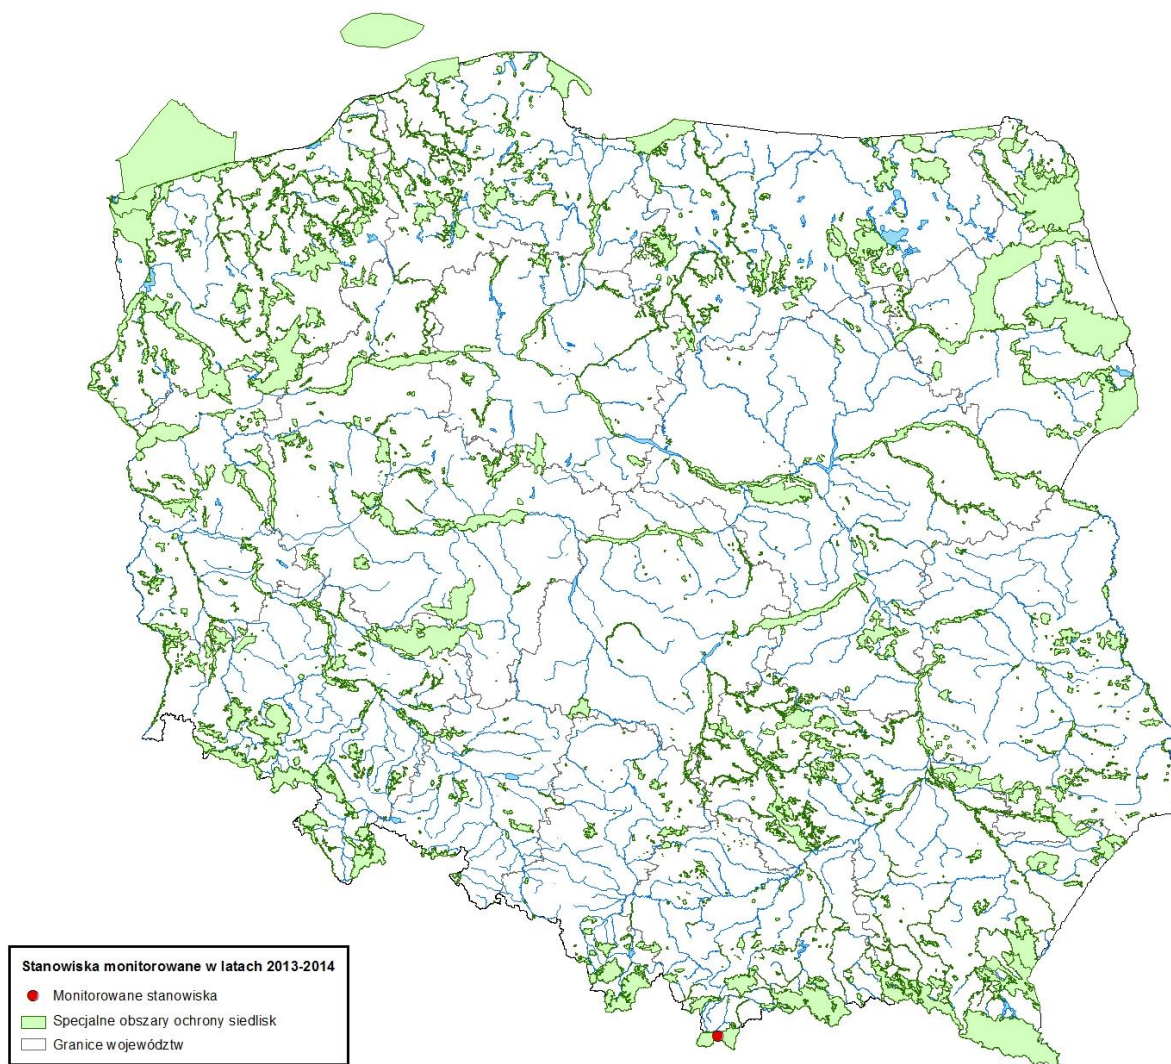 Stanowiska monitorowane w latach 2013-2014
Monitorowane stanowiska
Specjalne obszary ochrony siedlisk
Granice województw